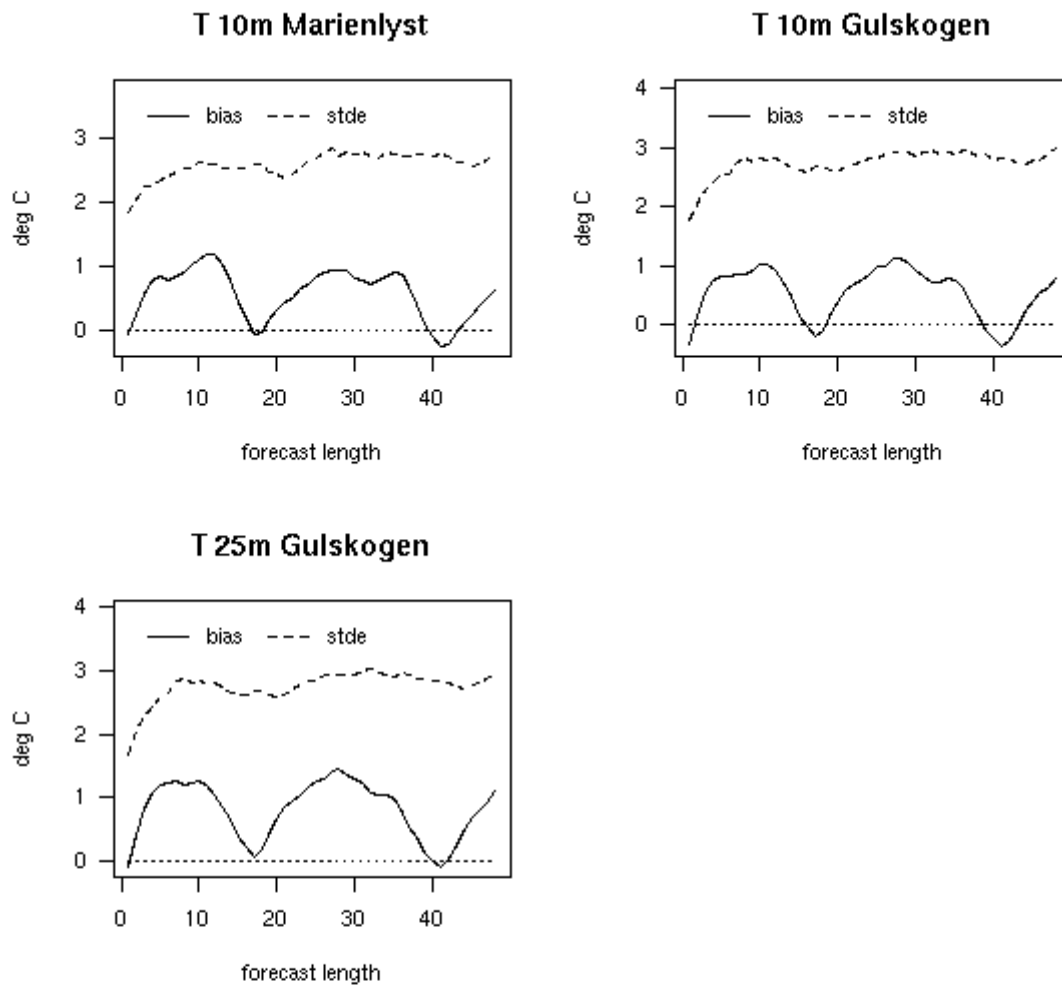 T 10m Marienlyst
bias stde
3
2
1
0
deg C
0 10 20 30 40
forecast length
T 10m Gulskogen
bias stde
4
3
2
1
0
deg C
0 10 20 30 40
forecast length
T 25m Gulskogen
bias stde
4
3
2
1
0
deg C
0 10 20 30 40
forecast length